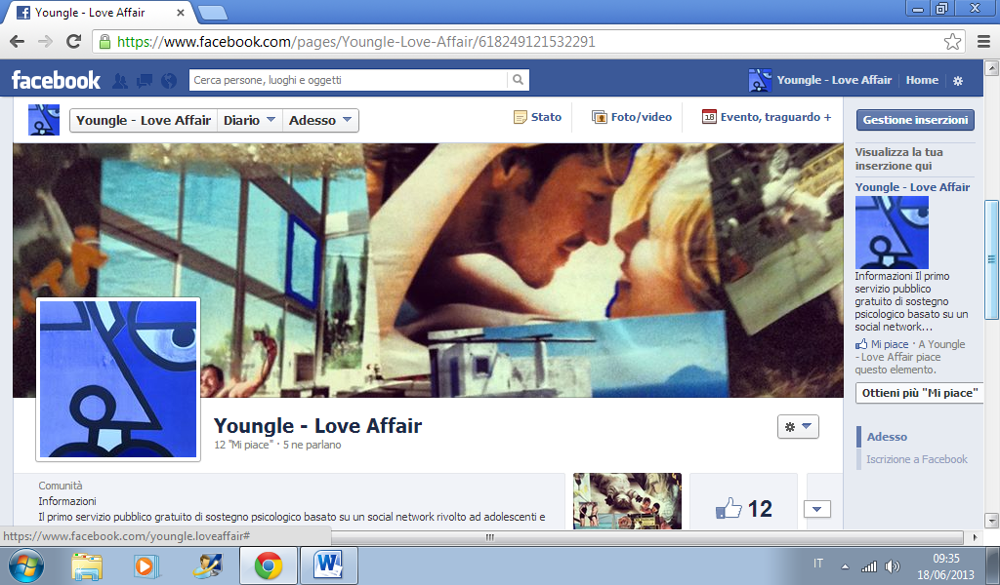 Youngle - Love Affair
https://www.facebook.com/pages/Youngle-Love-Affair/618249121532291
facebook
Cerca persone, luoghi e oggetti
Youngle - Love Affair
Home
Youngle - Love Affair
Diario
Adesso
Stato
Foto/video
18
Evento, traguardo +
Gestione inserzioni
Visualizza la tua
inserzione qui
Youngle - Love Affair
Informazioni Il primo
servizio pubblico
gratuito di sostegno
psicologico basato su un
social network...
Mi piace · A Youngle
- Love Affair piace
questo elemento.
Ottieni più "Mi piace"
Adesso
Iscrizione a Facebook
Youngle - Love Affair
12 "Mi piace" · 5 ne parlano
Comunità
Informazioni
Il primo servizio pubblico gratuito di sostegno psicologico basato su un social network rivolto ad adolescenti e
12
https://www.facebook.com/youngle.loveaffair#
IT
09:35
18/06/2013